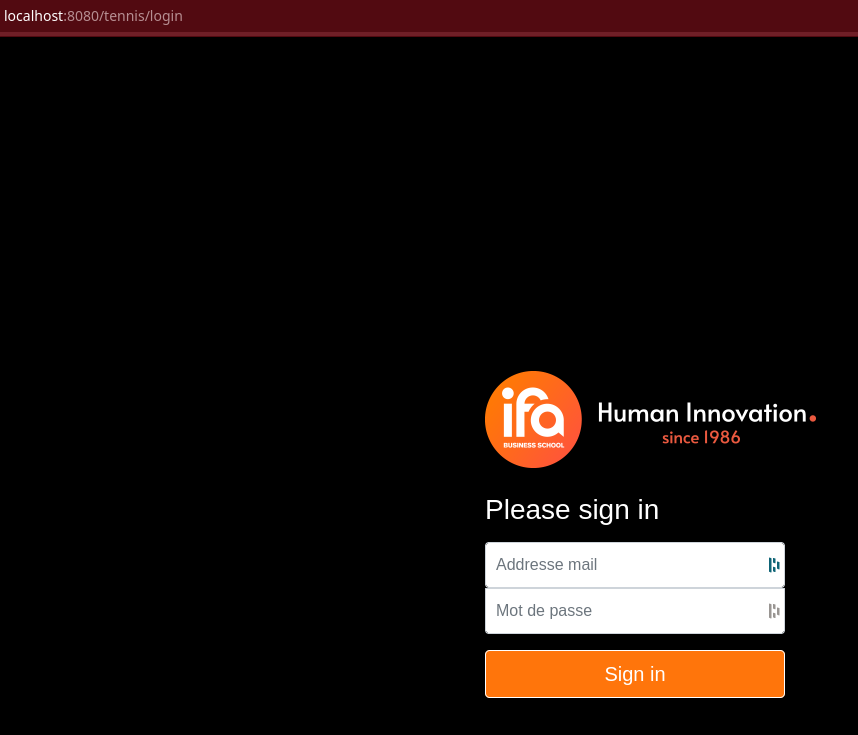 localhost:8080/tennis/login
ifa
BUSINESS SCHOOL
Human Innovation.
since 1986
Please sign in
Addresse mail
Mot de passe
Sign in